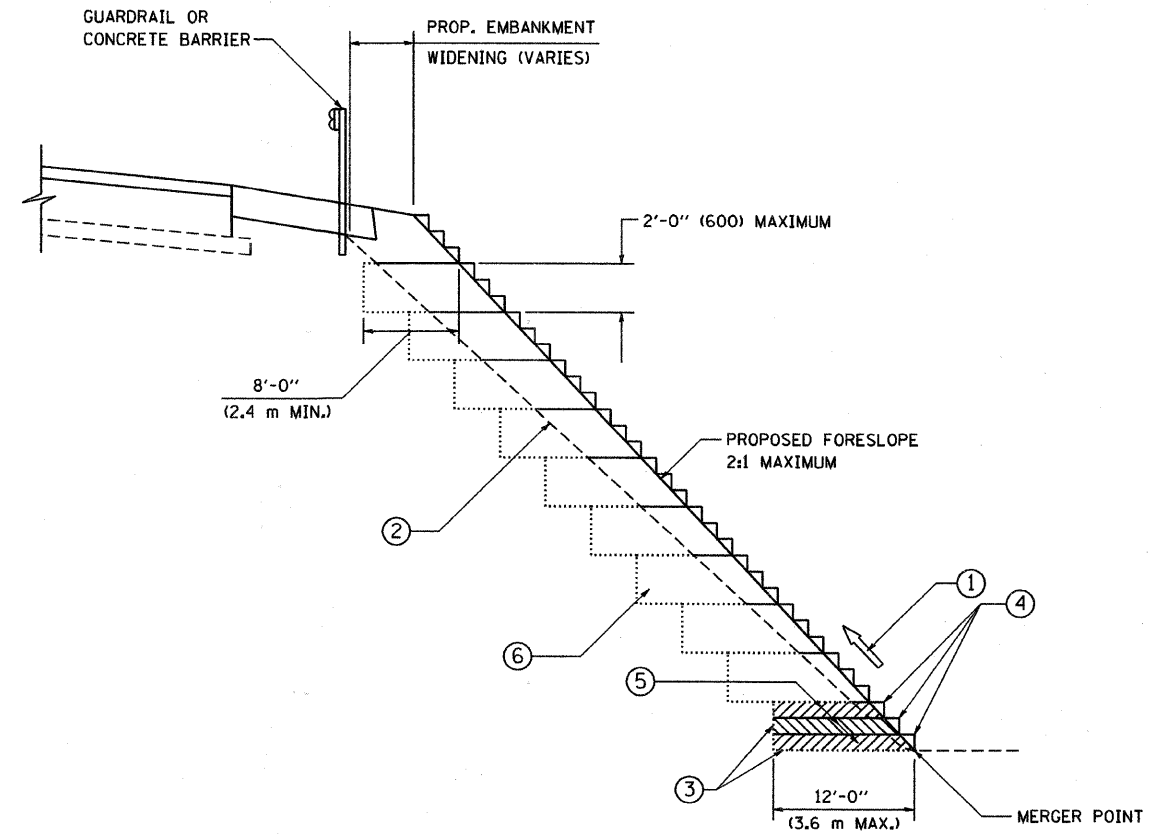 GUARDRAIL OR
CONCRETE BARRIER
PROP. EMBANKMENT
WIDENING (VARIES)
2'-0" (600) MAXIMUM
8'-0"
(2.4 m MIN.)
PROPOSED FORESLOPE
2:1 MAXIMUM
2
1
4
6
5
3
12'-0"
(3.6 m MAX.)
MERGER POINT